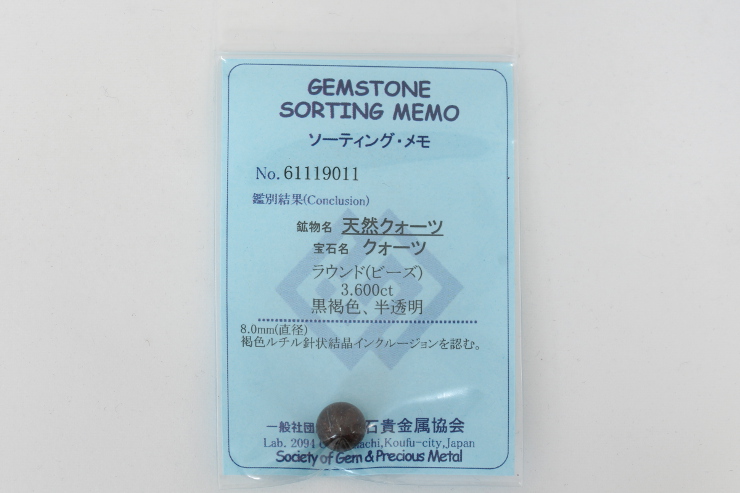 GEMSTONE
SORTING MEMO
ソーティング・メモ
No. 61119011
鑑別結果(Conclusion)
鉱物名 天然クォーツ
宝石名 クォーツ
ラウンド(ビーズ)
3.600ct
黒褐色、半透明
8.0mm(直径)
褐色ルチル針状結晶インクルージョンを認む。
一般社団 石貴金属協会
Lab. 2094 achi,Koufu-city,Japan
Society of Gem & Precious Metal